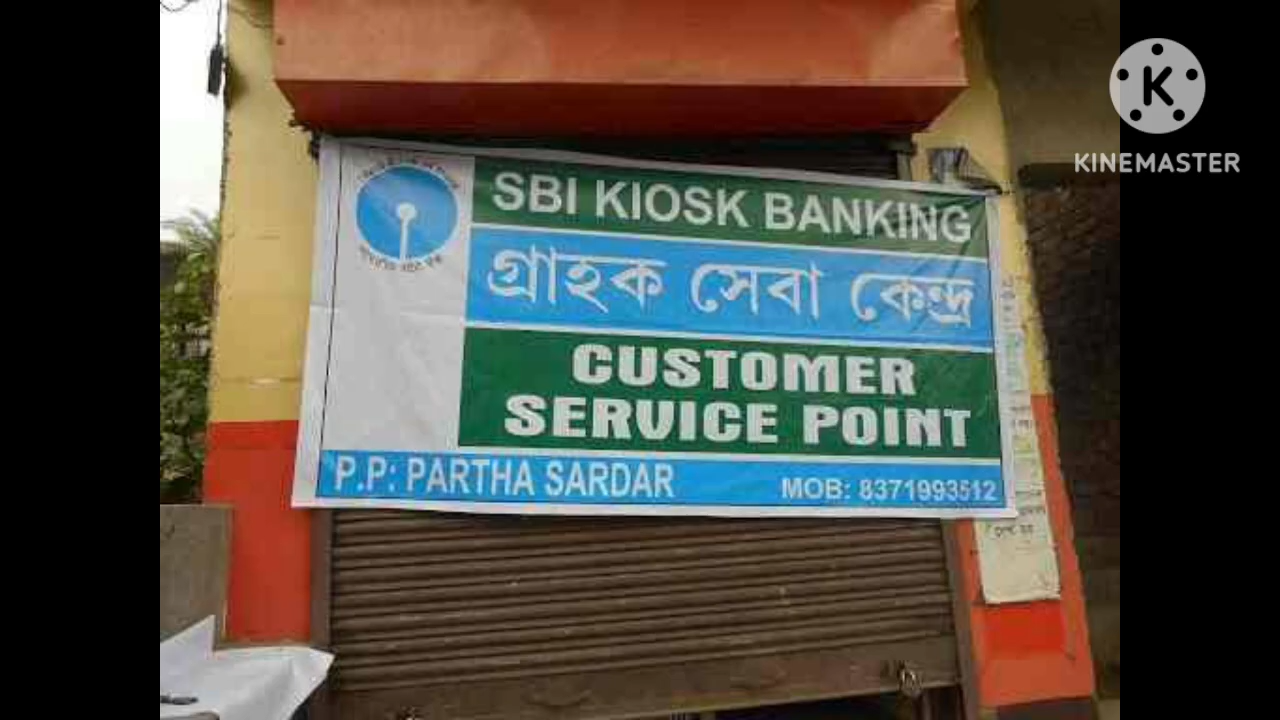 KINEMASTER
SBI KIOSK BANKING
গ্রাহক সেবা কেন্দ্র
CUSTOMER
SERVICE POINT
P.P: PARTHA SARDAR
MOB: 8371993512